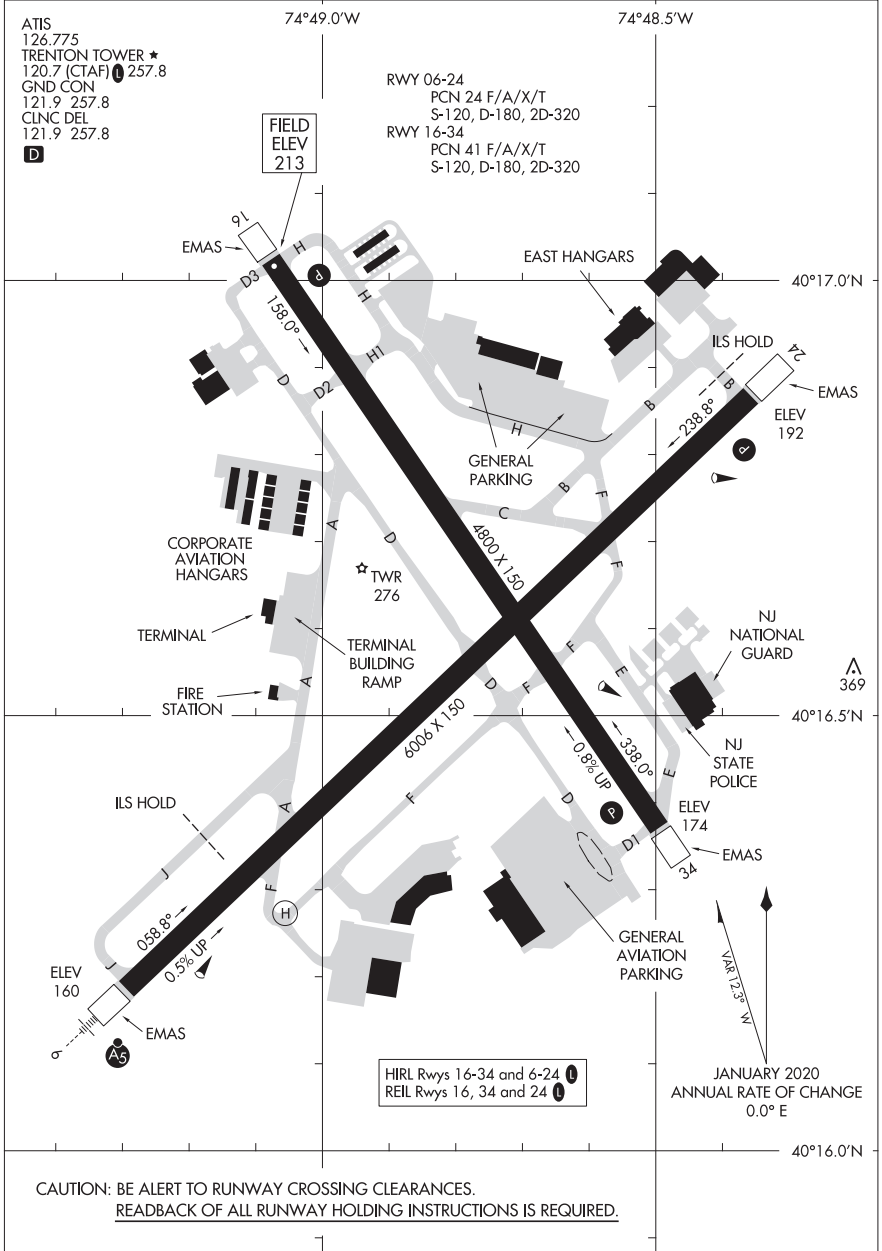 74°49.0'W
74°48.5'W
ATIS
126.775
TRENTON TOWER ★
120.7 (CTAF) L 257.8
GND CON
121.9 257.8
CLNC DEL
121.9 257.8
D
RWY 06-24
PCN 24 F/A/X/T
S-120, D-180, 2D-320
RWY 16-34
PCN 41 F/A/X/T
S-120, D-180, 2D-320
FIELD
ELEV
213
16
EMAS
H
D3
P
EAST HANGARS
40°17.0'N
158.0°
H
H1
D
D2
ILS HOLD
24
B
EMAS
238.8°
ELEV
192
B
P
H
GENERAL
PARKING
B
F
C
A
D
4800 X 150
F
CORPORATE
AVIATION
HANGARS
TWR
276
TERMINAL
TERMINAL
BUILDING
RAMP
NJ
NATIONAL
GUARD
F
E
369
FIRE
STATION
A
D
F
40°16.5'N
6006 X 150
0.8% UP
338.0°
NJ
STATE
POLICE
E
ILS HOLD
A
F
D
P
ELEV
174
D1
EMAS
34
J
F
H
058.8°
0.5% UP
GENERAL
AVIATION
PARKING
VAR 12.3° W
J
ELEV
160
EMAS
6
A5
HIRL Rwys 16-34 and 6-24 L
REIL Rwys 16, 34 and 24 L
JANUARY 2020
ANNUAL RATE OF CHANGE
0.0° E
40°16.0'N
CAUTION: BE ALERT TO RUNWAY CROSSING CLEARANCES.
READBACK OF ALL RUNWAY HOLDING INSTRUCTIONS IS REQUIRED.